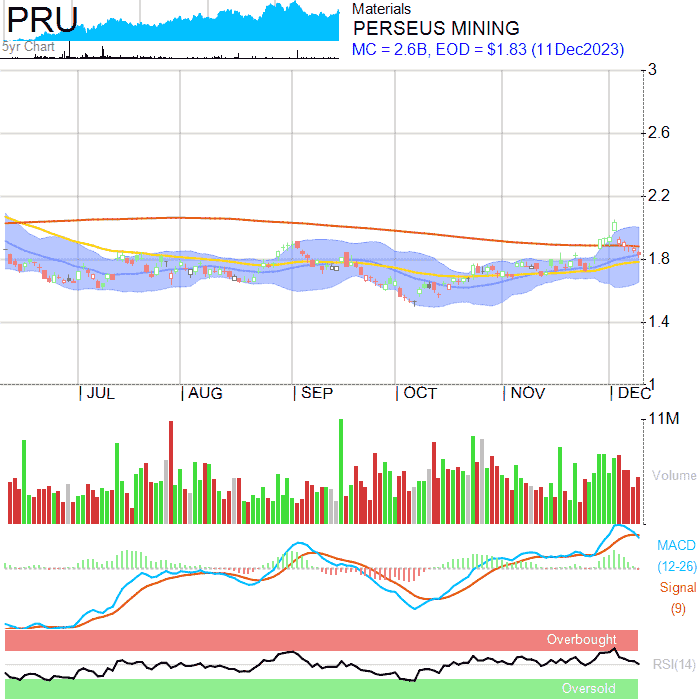 PRU
5yr Chart
Materials
PERSEUS MINING
MC = 2.6B, EOD = $1.83 (11Dec2023)
3
2.6
2.2
1.8
1.4
1
| JUL | AUG | SEP | OCT | NOV | DEC
11M
Volume
MACD
(12-26)
Signal
(9)
Overbought
RSI(14)
Oversold